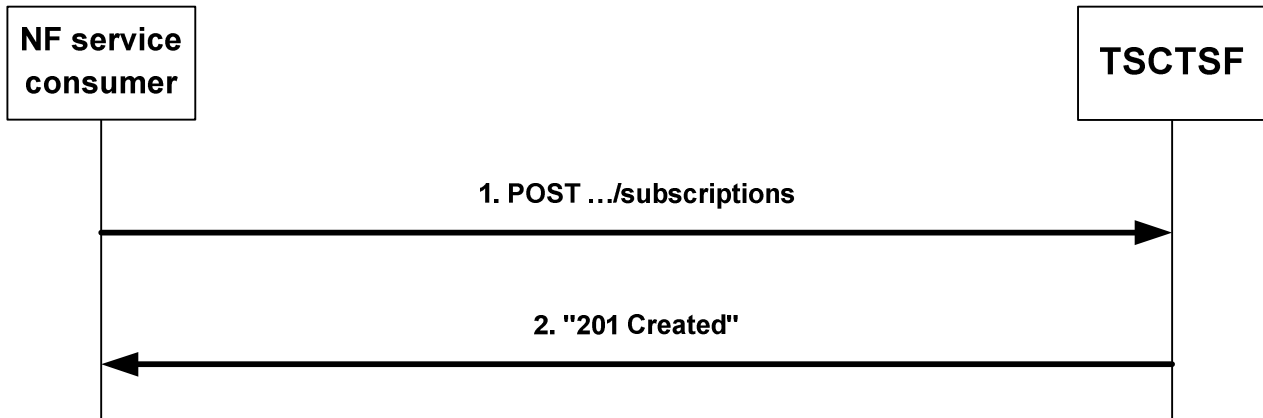 NF service
consumer
TSCTSF
1. POST …/subscriptions
2. "201 Created"